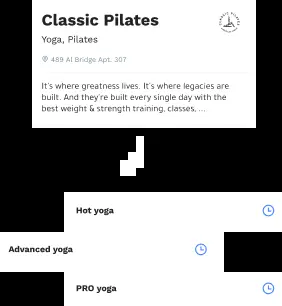 Classic Pilates
Yoga, Pilates
489 Al Bridge Apt. 307
It's where greatness lives. It's where legacies are
built. And they're built every single day with the
best weight & strength training, classes, ...
Hot yoga
Advanced yoga
PRO yoga